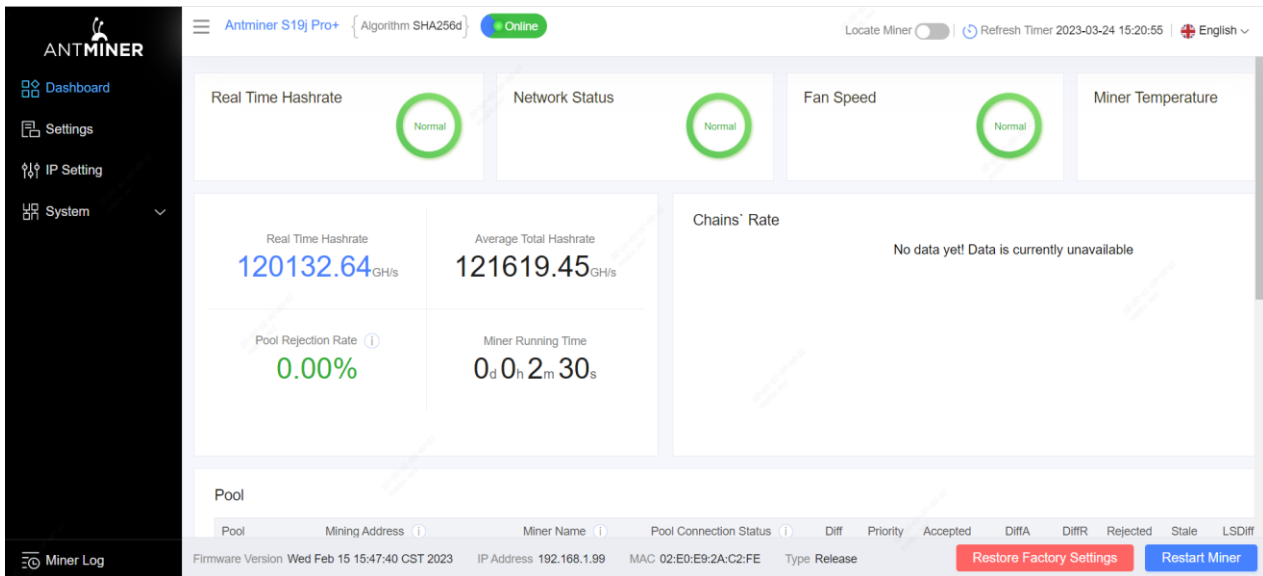 ANTMINER
Antminer S19j Pro+ {Algorithm SHA256d} Online Locate Miner Refresh Timer 2023-03-24 15:20:55 English
Dashboard
Settings
IP Setting
System
Miner Log
Real Time Hashrate Normal
Network Status Normal
Fan Speed Normal
Miner Temperature
Real Time Hashrate
120132.64GH/s
Average Total Hashrate
121619.45GH/s
Pool Rejection Rate i
0.00%
Miner Running Time
0d 0h 2m 30s
Chains` Rate
No data yet! Data is currently unavailable
Pool
Pool Mining Address i Miner Name i Pool Connection Status i Diff Priority Accepted DiffA DiffR Rejected Stale LSDiff
Firmware Version Wed Feb 15 15:47:40 CST 2023 IP Address 192.168.1.99 MAC 02:E0:E9:2A:C2:FE Type Release Restore Factory Settings Restart Miner